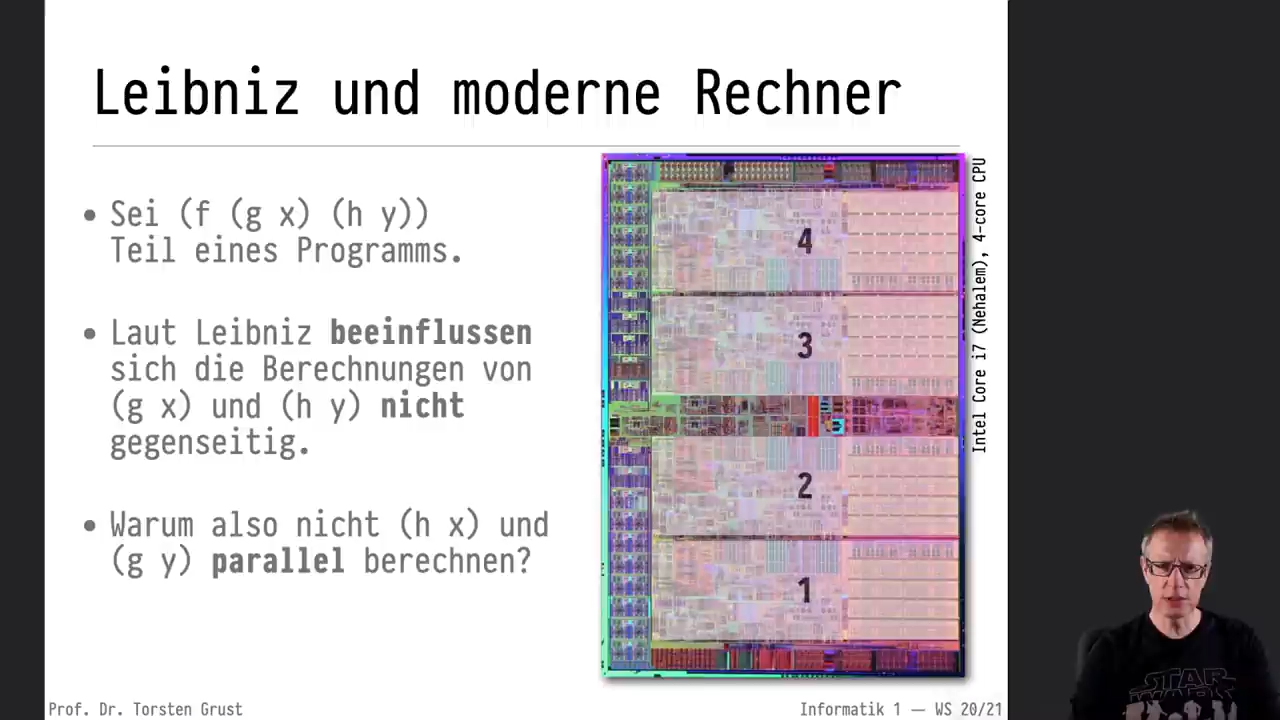 Leibniz und moderne Rechner
• Sei (f (g x) (h y))
Teil eines Programms.
• Laut Leibniz beeinflussen
sich die Berechnungen von
(g x) und (h y) nicht
gegenseitig.
• Warum also nicht (h x) und
(g y) parallel berechnen?
4
3
2
1
Intel Core i7 (Nehalem), 4-core CPU
STAR
WARS
Prof. Dr. Torsten Grust
Informatik 1 — WS 20/21